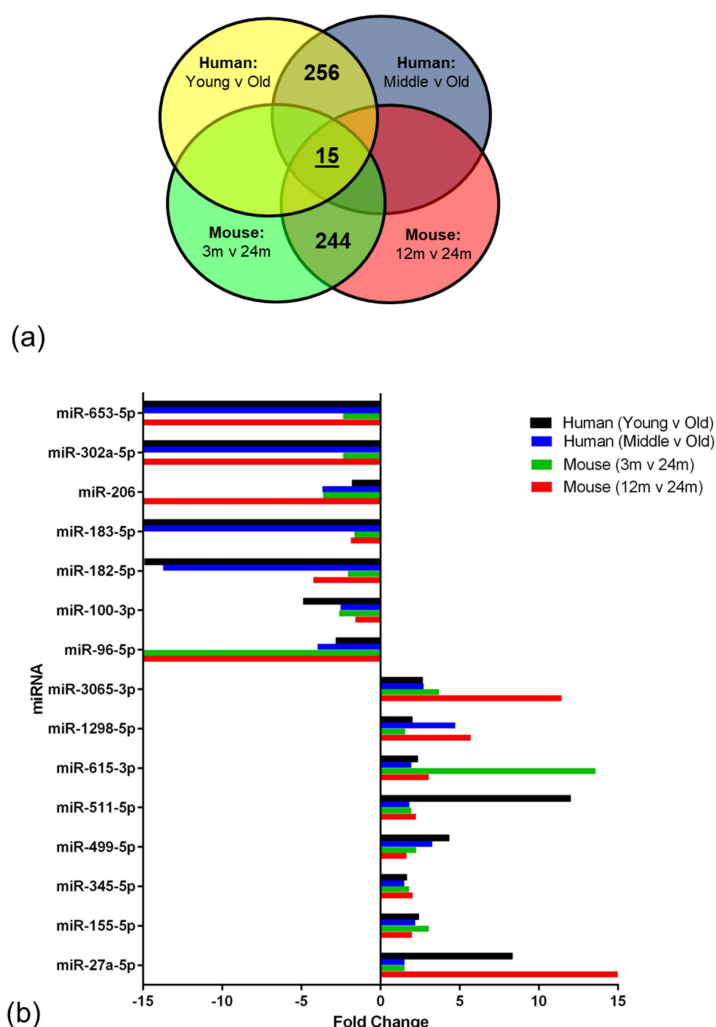 Human:
Young v Old
256
Human:
Middle v Old
15
Mouse:
3m v 24m
244
Mouse:
12m v 24m
(a)
miR-653-5p
miR-302a-5p
miR-206
miR-183-5p
miR-182-5p
miR-100-3p
miR-96-5p
miR-3065-3p
miR-1298-5p
miR-615-3p
miR-511-5p
miR-499-5p
miR-345-5p
miR-155-5p
miR-27a-5p
miRNA
Human (Young v Old)
Human (Middle v Old)
Mouse (3m v 24m)
Mouse (12m v 24m)
-15 -10 -5 0 5 10 15
Fold Change
(b)